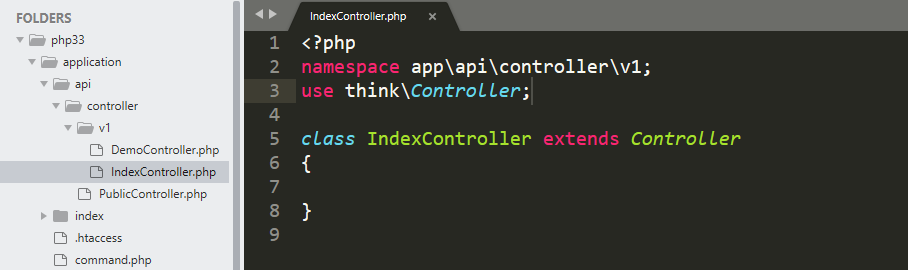 FOLDERS
php33
application
api
controller
v1
DemoController.php
IndexController.php
PublicController.php
index
.htaccess
command.php
IndexController.php ×
1 <?php
2 namespace app\api\controller\v1;
3 use think\Controller;
4
5 class IndexController extends Controller
6 {
7
8 }
9